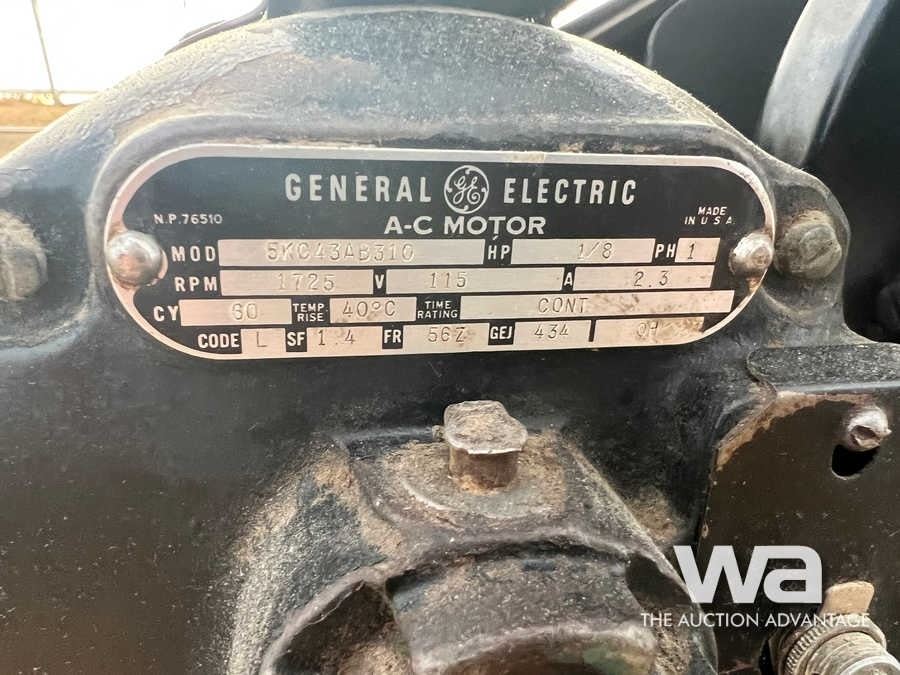 GENERAL GE ELECTRIC
A-C MOTOR
N.P.76510
MADE
IN U S A
MOD 5KC43AB310 HP 1/8 PH 1
RPM 1725 V 115 A 2.3
CY 60 TEMP. RISE 40°C TIME RATING CONT
CODE L SF 1.4 FR 56Z GEJ 434
wa
THE AUCTION ADVANTAGE